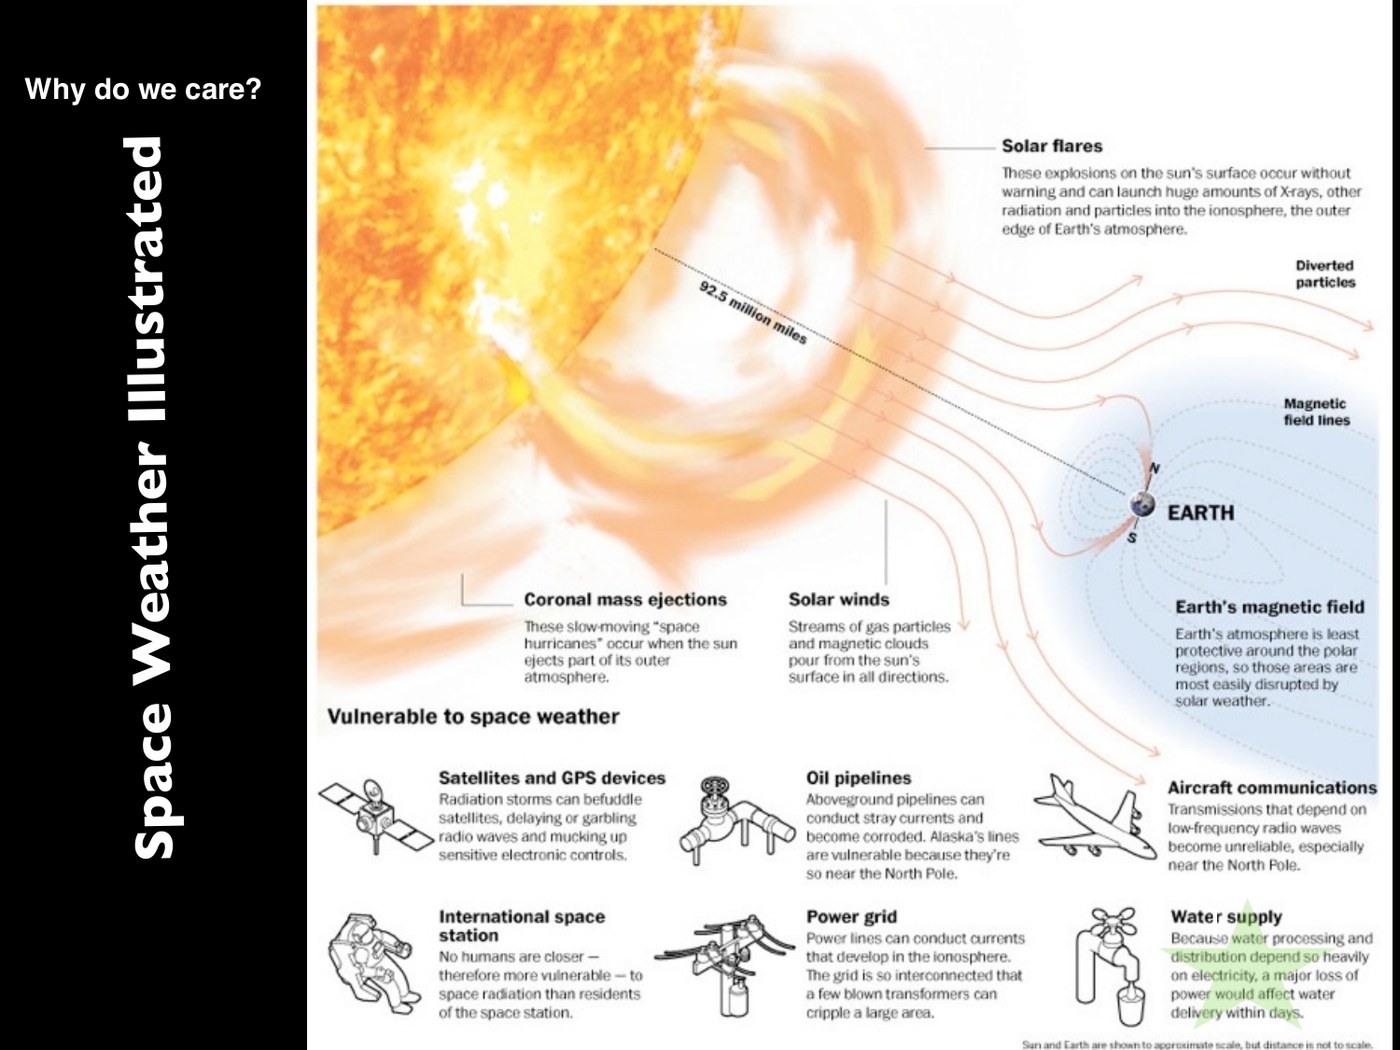 Why do we care?
Space Weather Illustrated
Solar flares
These explosions on the sun's surface occur without
warning and can launch huge amounts of X-rays, other
radiation and particles into the ionosphere, the outer
edge of Earth's atmosphere.
Diverted
particles
92.5 million miles
Magnetic
field lines
N
EARTH
S
Coronal mass ejections
These slow-moving "space
hurricanes" occur when the sun
ejects part of its outer
atmosphere.
Solar winds
Streams of gas particles
and magnetic clouds
pour from the sun's
surface in all directions.
Earth's magnetic field
Earth's atmosphere is least
protective around the polar
regions, so those areas are
most easily disrupted by
solar weather.
Vulnerable to space weather
Satellites and GPS devices
Radiation storms can befuddle
satellites, delaying or garbling
radio waves and mucking up
sensitive electronic controls.
Oil pipelines
Aboveground pipelines can
conduct stray currents and
become corroded. Alaska's lines
are vulnerable because they're
so near the North Pole.
Aircraft communications
Transmissions that depend on
low-frequency radio waves
become unreliable, especially
near the North Pole.
International space
station
No humans are closer —
therefore more vulnerable — to
space radiation than residents
of the space station.
Power grid
Power lines can conduct currents
that develop in the ionosphere.
The grid is so interconnected that
a few blown transformers can
cripple a large area.
Water supply
Because water processing and
distribution depend so heavily
on electricity, a major loss of
power would affect water
delivery within days.
Sun and Earth are shown to approximate scale, but distance is not to scale.